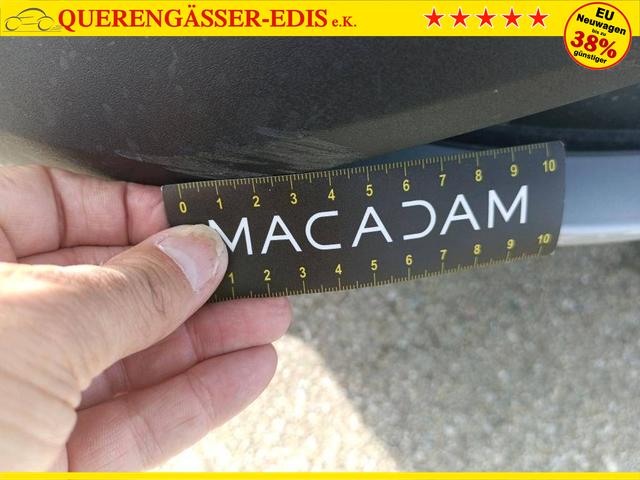 QUERENGÄSSER-EDIS e.K.
EU
Neuwagen
bis zu
38%
günstiger
0 1 2 3 4 5 6 7 8 9 10
MACADAM
1 2 3 4 5 6 7 8 9 10